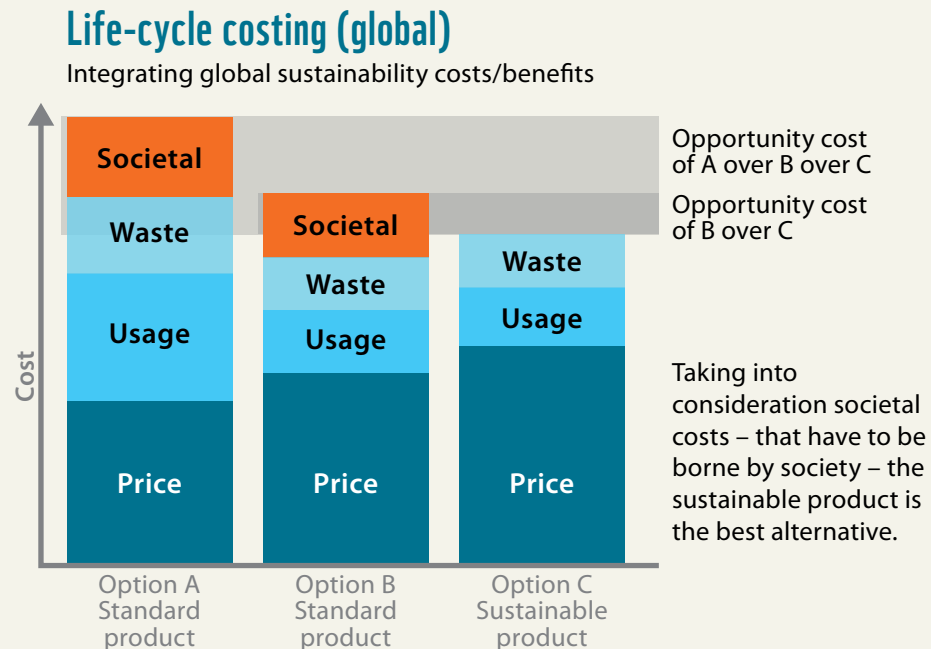 Life-cycle costing (global)
Integrating global sustainability costs/benefits
Cost
Societal
Waste
Usage
Price
Societal
Waste
Usage
Price
Waste
Usage
Price
Opportunity cost
of A over B over C
Opportunity cost
of B over C
Taking into
consideration societal
costs – that have to be
borne by society – the
sustainable product is
the best alternative.
Option A
Standard
product
Option B
Standard
product
Option C
Sustainable
product